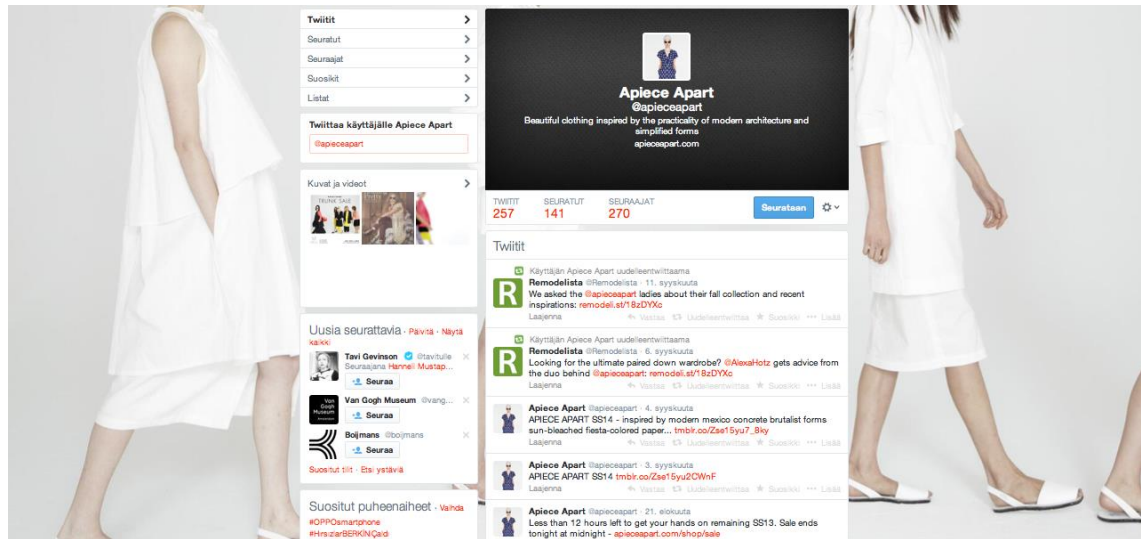 Twiitit
Seuratut
Seuraajat
Suosikit
Listat
Twiittaa käyttäjälle Apiece Apart
@apieceapart
Kuvat ja videot
TRUNK SALE
Uusia seurattavia · Päivitä · Näytä
kaikki
Tavi Gevinson @tavitulle
Seuraajana Hanneli Mustap...
Seuraa
Van Gogh Museum
Van Gogh Museum @vang...
Seuraa
Boijmans @boijmans
Seuraa
Suositut tilit · Etsi ystäviä
Suositut puheenaiheet · Vaihda
#OPPOsmartphone
#HirsizlarBERKİNÇaldi
Apiece Apart
@apieceapart
Beautiful clothing inspired by the practicality of modern architecture and
simplified forms
apieceapart.com
TWIITIT SEURATUT SEURAAJAT
257 141 270
Seurataan
Twiitit
Käyttäjän Apiece Apart uudelleentwiittaama
R
Remodelista @Remodelista · 11. syyskuuta
We asked the @apieceapart ladies about their fall collection and recent
inspirations: remodeli.st/18zDYXc
Laajenna Vastaa Uudelleentwiittaa Suosikki Lisää
Käyttäjän Apiece Apart uudelleentwiittaama
R
Remodelista @Remodelista · 6. syyskuuta
Looking for the ultimate paired down wardrobe? @AlexaHotz gets advice from
the duo behind @apieceapart: remodeli.st/18zDYXc
Laajenna Vastaa Uudelleentwiittaa Suosikki Lisää
Apiece Apart @apieceapart · 4. syyskuuta
APIECE APART SS14 - inspired by modern mexico concrete brutalist forms
sun-bleached fiesta-colored paper... tmblr.co/Zse15yu7_8ky
Laajenna Vastaa Uudelleentwiittaa Suosikki Lisää
Apiece Apart @apieceapart · 3. syyskuuta
APIECE APART SS14 tmblr.co/Zse15yu2CWnF
Laajenna Vastaa Uudelleentwiittaa Suosikki Lisää
Apiece Apart @apieceapart · 21. elokuuta
Less than 12 hours left to get your hands on remaining SS13. Sale ends
tonight at midnight - apieceapart.com/shop/sale